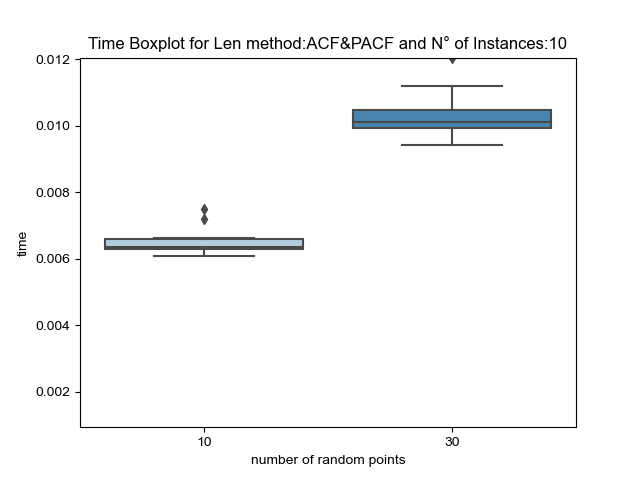 Time Boxplot for Len method:ACF&PACF and N° of Instances:10
0.012
0.010
0.008
0.006
0.004
0.002
time
10
30
number of random points